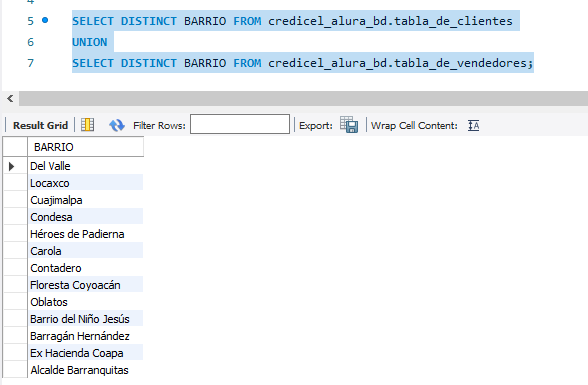 5 SELECT DISTINCT BARRIO FROM credicel_alura_bd.tabla_de_clientes
6 UNION
7 SELECT DISTINCT BARRIO FROM credicel_alura_bd.tabla_de_vendedores;
Result Grid Filter Rows: Export: Wrap Cell Content:
BARRIO
Del Valle
Locaxco
Cuajimalpa
Condesa
Héroes de Padierna
Carola
Contadero
Floresta Coyoacán
Oblatos
Barrio del Niño Jesús
Barragán Hernández
Ex Hacienda Coapa
Alcalde Barranquitas